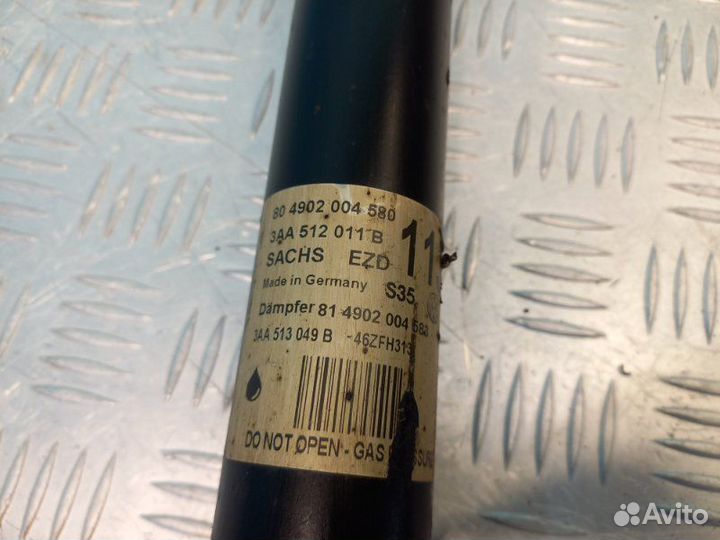 80 4902 004 580
3AA 512 011 B
SACHS EZD
Made in Germany S35
Dämpfer 81 4902 004 583
3AA 513 049 B -46ZFH313
DO NOT OPEN - GAS
Avito